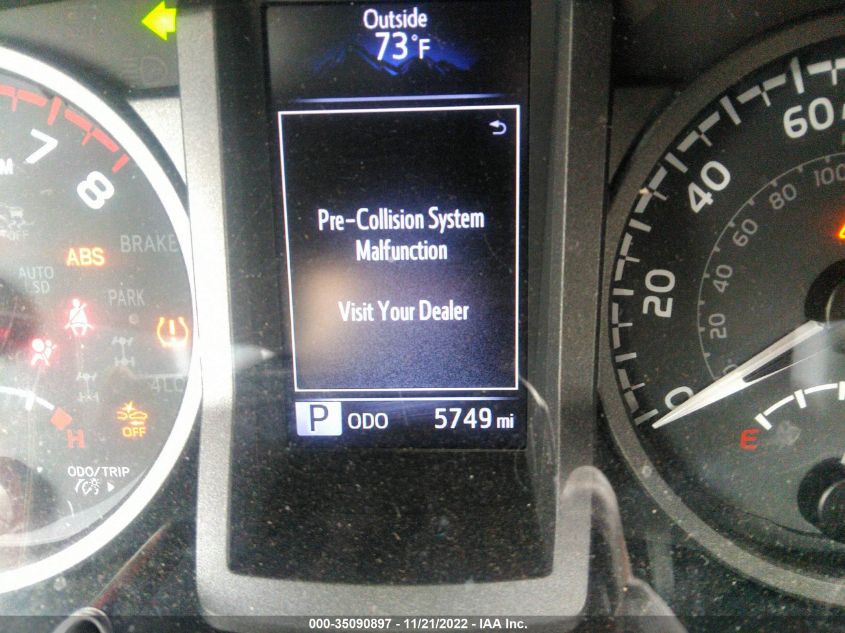 Outside
73°F
Pre-Collision System
Malfunction
Visit Your Dealer
P ODO 5749 mi
7
8
M
OFF
ABS
BRAKE
AUTO
LSD
PARK
4LO
OFF
H
ODO/TRIP
0
20
40
60
20
40
60
80
100
E
000-35090897 - 11/21/2022 - IAA Inc.